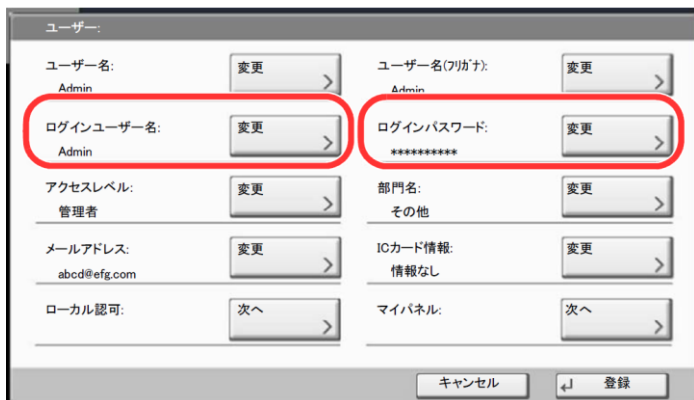 ユーザー:
ユーザー名:
変更
Admin
ユーザー名(フリガナ):
変更
Admin
ログインユーザー名:
変更
Admin
ログインパスワード:
変更
**********
アクセスレベル:
変更
管理者
部門名:
変更
その他
メールアドレス:
変更
abcd@efg.com
ICカード情報:
変更
情報なし
ローカル認可:
次へ
マイパネル:
次へ
キャンセル
登録